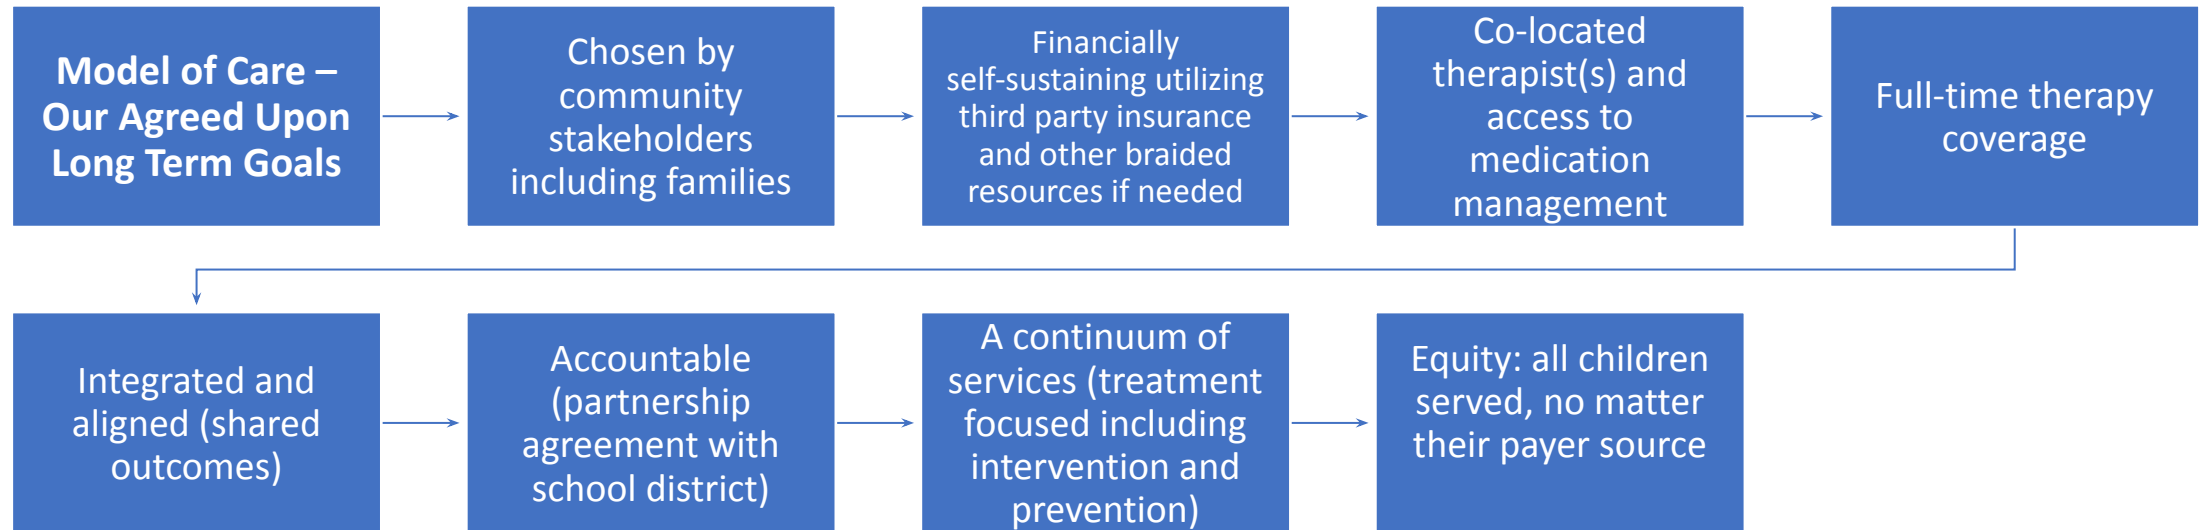 Model of Care –
Our Agreed Upon
Long Term Goals
Chosen by
community
stakeholders
including families
Financially
self-sustaining utilizing
third party insurance
and other braided
resources if needed
Co-located
therapist(s) and
access to
medication
management
Full-time therapy
coverage
Integrated and
aligned (shared
outcomes)
Accountable
(partnership
agreement with
school district)
A continuum of
services (treatment
focused including
intervention and
prevention)
Equity: all children
served, no matter
their payer source